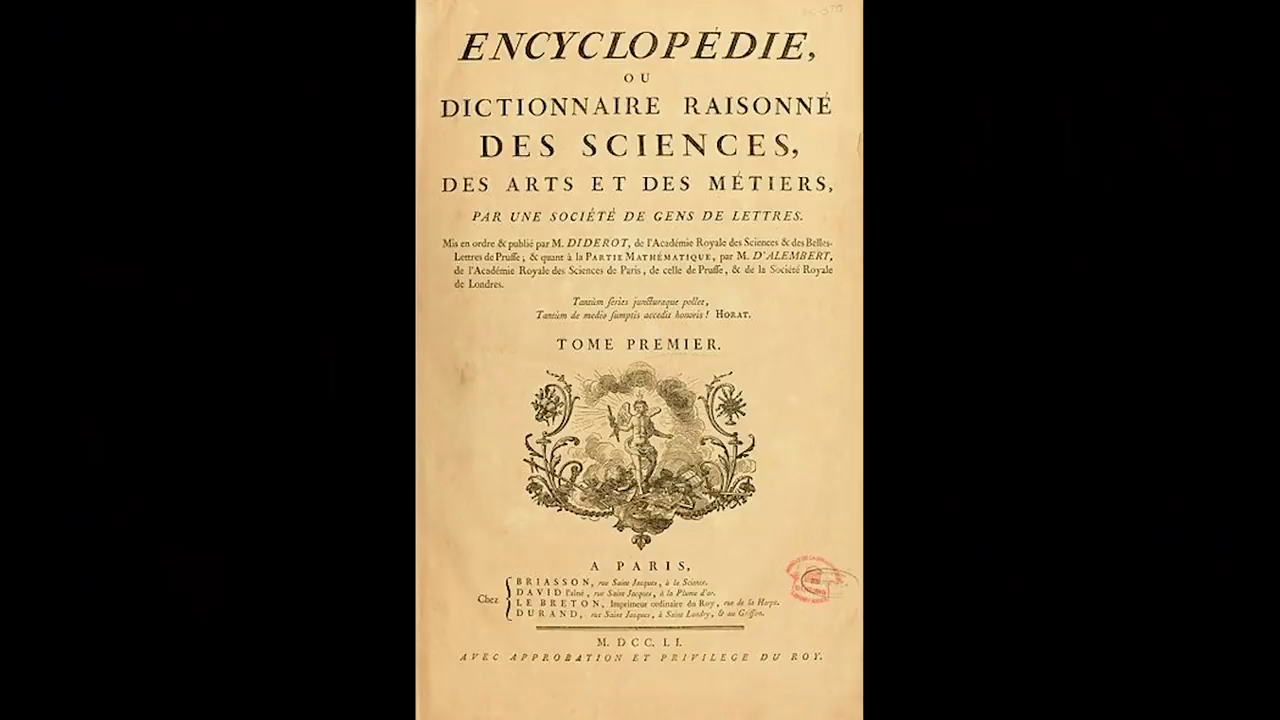 ENCYCLOPÉDIE,
OU
DICTIONNAIRE RAISONNÉ
DES SCIENCES,
DES ARTS ET DES MÉTIERS,
PAR UNE SOCIÉTÉ DE GENS DE LETTRES.
Mis en ordre & publié par M. DIDEROT, de l'Académie Royale des Sciences & des Belles-
Lettres de Prusse; & quant à la PARTIE MATHÉMATIQUE, par M. D'ALEMBERT,
de l'Académie Royale des Sciences de Paris, de celle de Prusse, & de la Société Royale
de Londres.
Tantùm series juncturaque pollet,
Tantùm de medio sumptis accedit honoris! HORAT.
TOME PREMIER.
A PARIS,
Chez
BRIASSON, rue Saint Jacques, à la Science.
DAVID l'aîné, rue Saint Jacques, à la Plume d'or.
LE BRETON, Imprimeur ordinaire du Roy, rue de la Harpe.
DURAND, rue Saint Jacques, à Saint Landry, & au Griffon.
M. DCC. LI.
AVEC APPROBATION ET PRIVILEGE DU ROY.